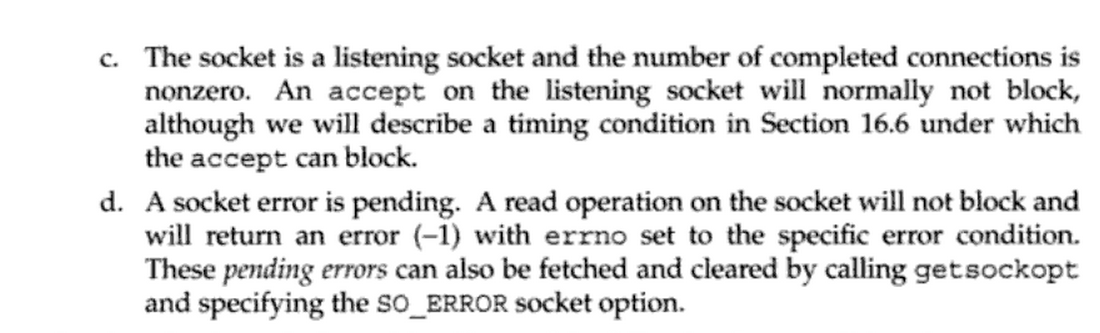 c. The socket is a listening socket and the number of completed connections is
nonzero. An accept on the listening socket will normally not block,
although we will describe a timing condition in Section 16.6 under which
the accept can block.
d. A socket error is pending. A read operation on the socket will not block and
will return an error (–1) with errno set to the specific error condition.
These pending errors can also be fetched and cleared by calling getsockopt
and specifying the SO_ERROR socket option.